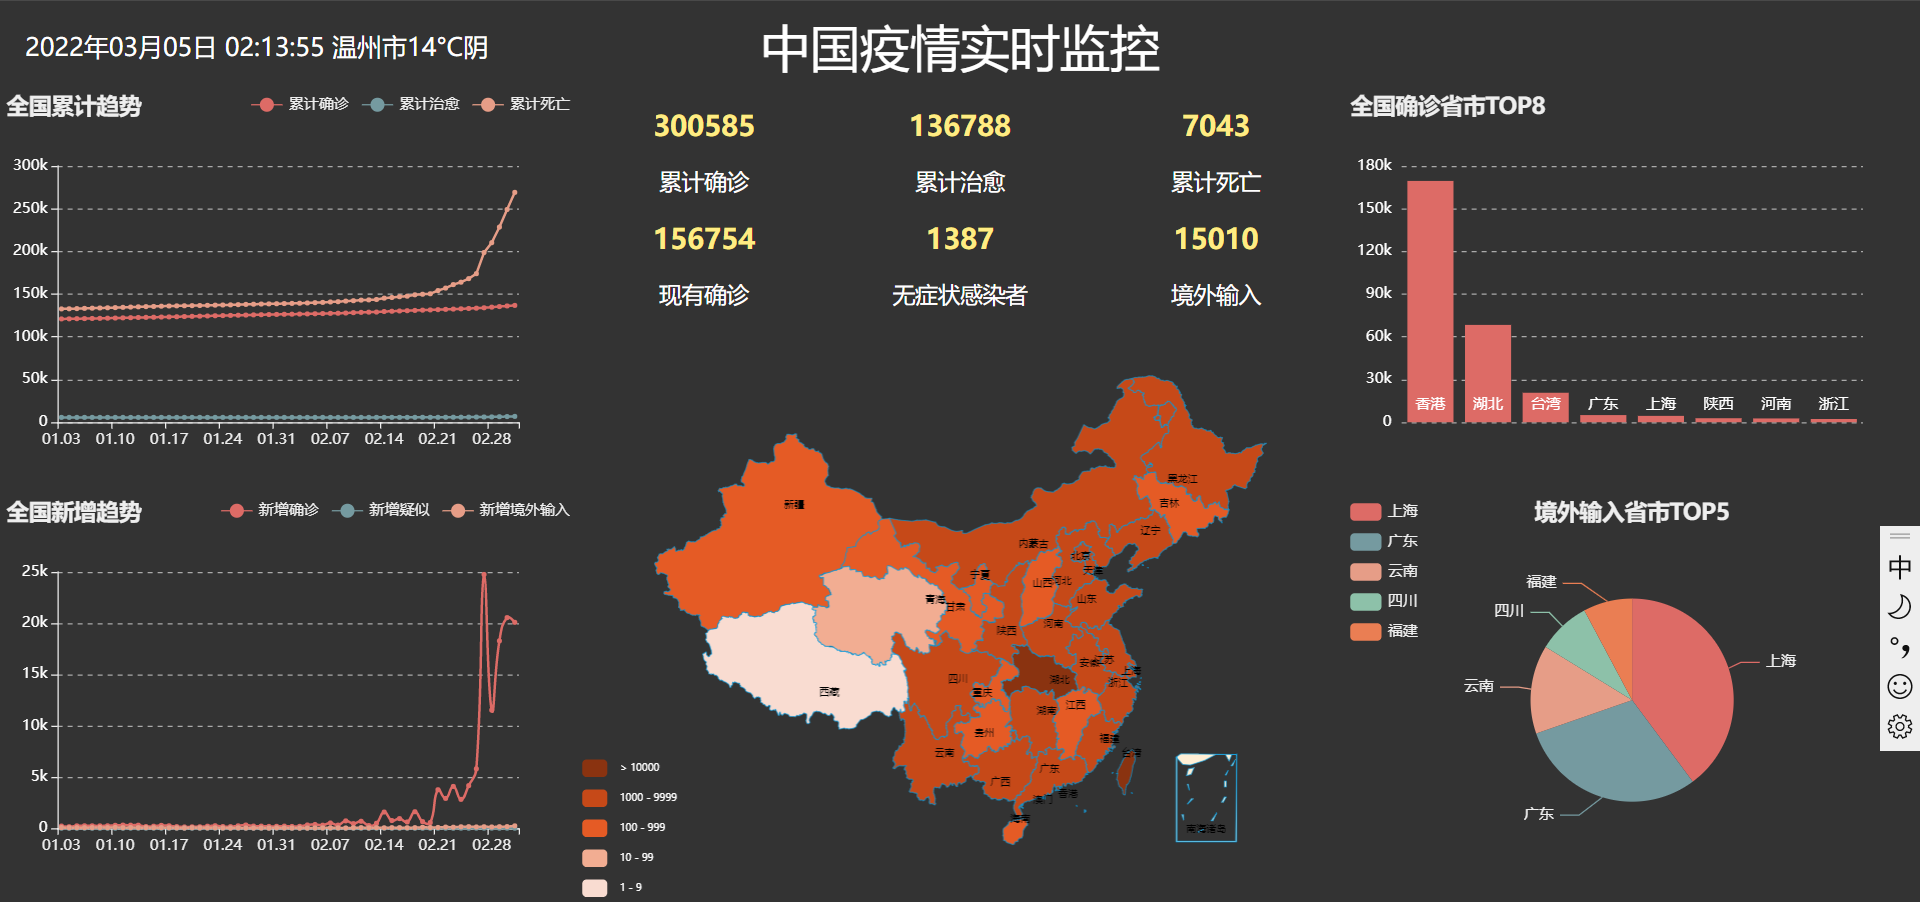 2022年03月05日 02:13:55 温州市14°C阴
中国疫情实时监控
全国累计趋势
累计确诊 累计治愈 累计死亡
300k
250k
200k
150k
100k
50k
0
01.03 01.10 01.17 01.24 01.31 02.07 02.14 02.21 02.28
全国新增趋势
新增确诊 新增疑似 新增境外输入
25k
20k
15k
10k
5k
0
01.03 01.10 01.17 01.24 01.31 02.07 02.14 02.21 02.28
300585 136788 7043
累计确诊 累计治愈 累计死亡
156754 1387 15010
现有确诊 无症状感染者 境外输入
黑龙江
吉林
新疆
辽宁
内蒙古
北京
天津
宁夏
山西 河北
青海
甘肃
山东
陕西
河南
安徽 江苏
上海
四川
湖北
浙江
西藏
重庆
湖南
江西
贵州
福建
云南
台湾
广东
广西
澳门 香港
海南
南海诸岛
> 10000
1000 - 9999
100 - 999
10 - 99
1 - 9
全国确诊省市TOP8
180k
150k
120k
90k
60k
30k
0
香港 湖北 台湾 广东 上海 陕西 河南 浙江
境外输入省市TOP5
上海
广东
云南
四川
福建
福建
四川
云南
上海
广东
中